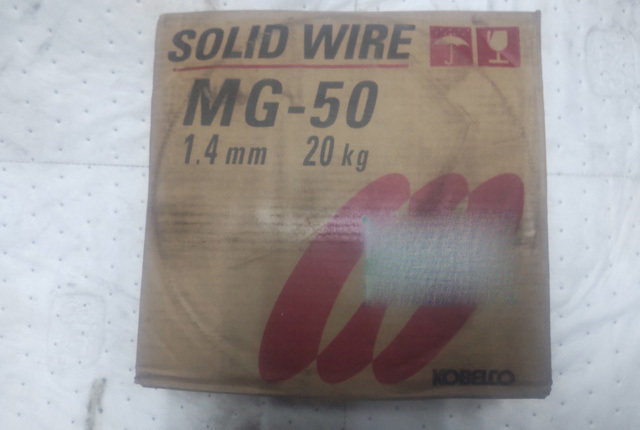 SOLID WIRE
MG-50
1.4 mm 20 kg
KOBELCO